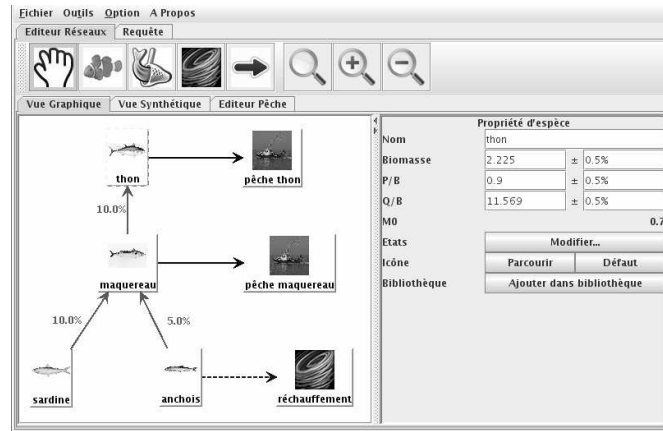 Fichier Outils Option A Propos
Editeur Réseaux Requête
Vue Graphique Vue Synthétique Editeur Pêche
Propriété d'espèce
Nom thon
Biomasse 2.225 ± 0.5%
P/B 0.9 ± 0.5%
Q/B 11.569 ± 0.5%
M0 0.7
Etats Modifier...
Icône Parcourir Défaut
Bibliothèque Ajouter dans bibliothèque
thon pêche thon
10.0%
maquereau pêche maquereau
10.0% 5.0%
sardine anchois réchauffement